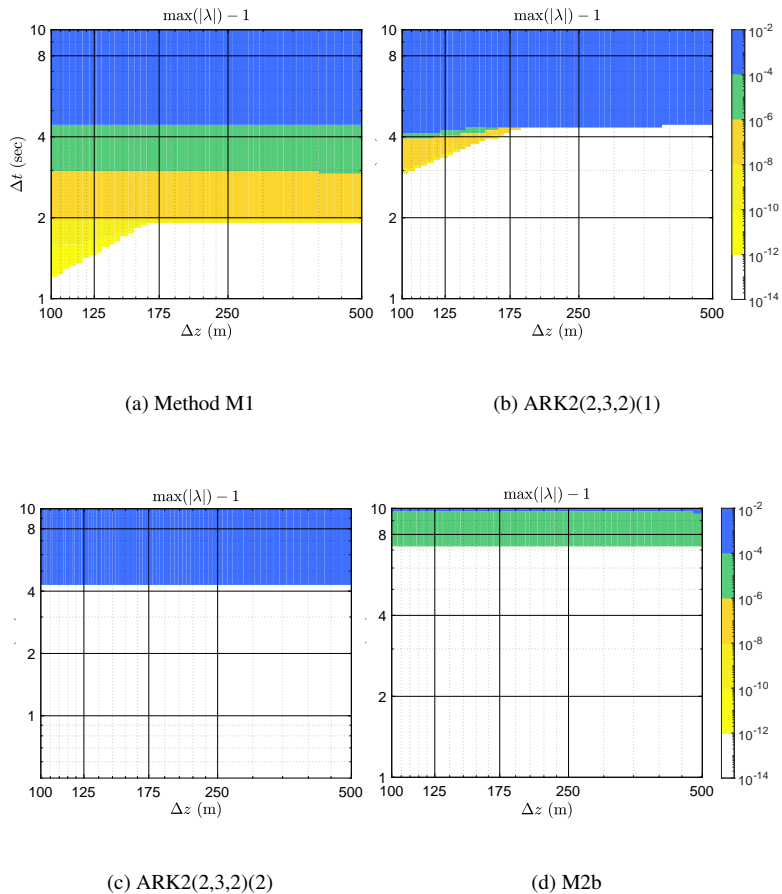 max(|λ|) − 1
max(|λ|) − 1
10
8
4
2
1
Δt (sec)
100 125 175 250 500
Δz (m)
10
8
4
2
1
100 125 175 250 500
Δz (m)
10^-2
10^-4
10^-6
10^-8
10^-10
10^-12
10^-14
(a) Method M1
(b) ARK2(2,3,2)(1)
max(|λ|) − 1
max(|λ|) − 1
10
8
4
2
1
100 125 175 250 500
Δz (m)
10
8
4
2
1
100 125 175 250 500
Δz (m)
10^-2
10^-4
10^-6
10^-8
10^-10
10^-12
10^-14
(c) ARK2(2,3,2)(2)
(d) M2b